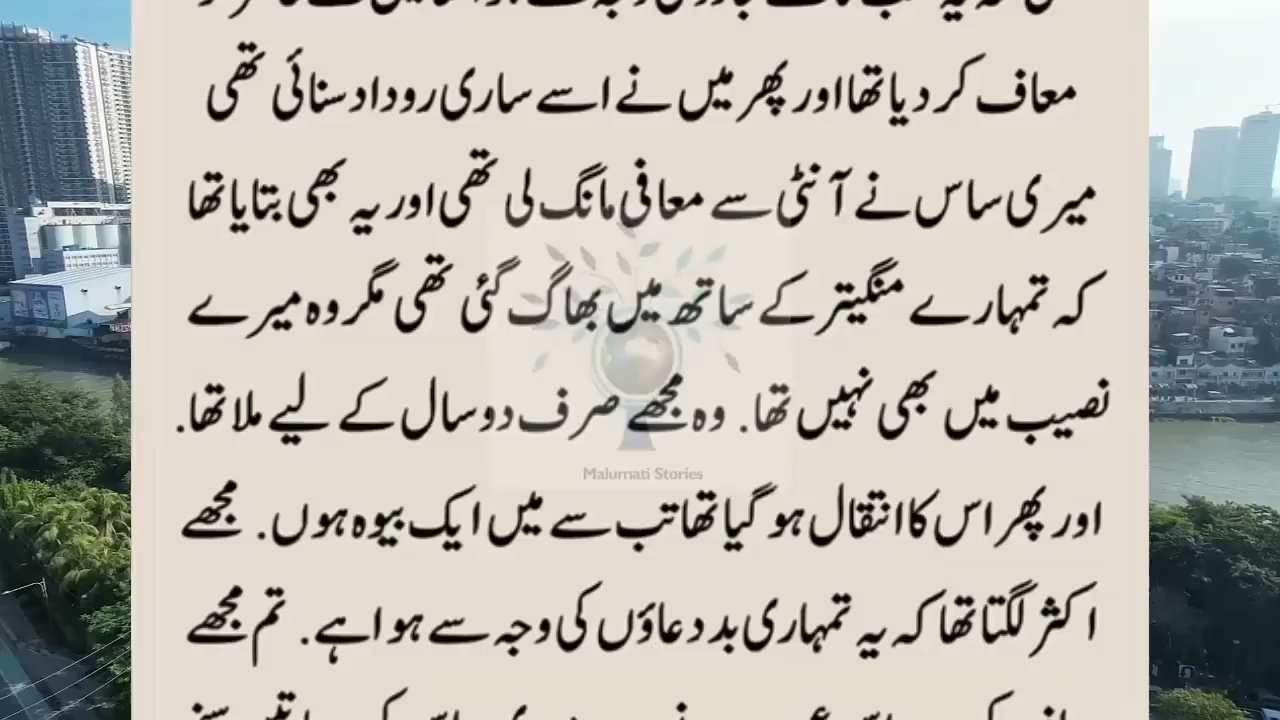 معاف کر دیا تھا اور پھر میں نے اسے ساری روداد سنائی تھی
میری ساس نے آنٹی سے معافی مانگ لی تھی اور یہ بھی بتایا تھا
کہ تمہارے منگیتر کے ساتھ میں بھاگ گئی تھی مگر وہ میرے
نصیب میں بھی نہیں تھا. وہ مجھے صرف دو سال کے لیے ملا تھا.
Malumati Stories
اور پھر اس کا انتقال ہو گیا تھا تب سے میں ایک بیوہ ہوں. مجھے
اکثر لگتا تھا کہ یہ تمہاری بددعاؤں کی وجہ سے ہوا ہے. تم مجھے